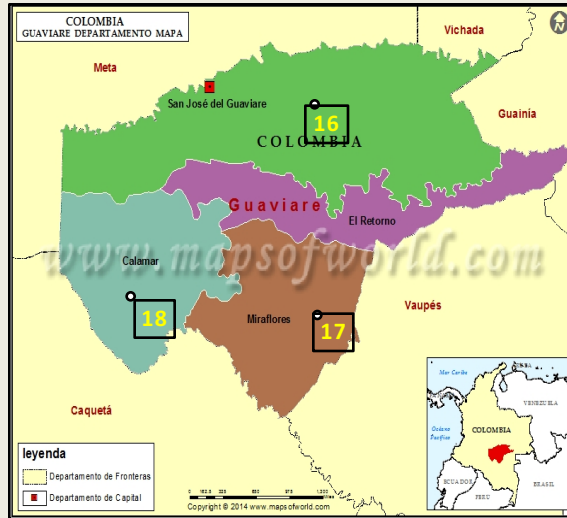 COLOMBIA
GUAVIARE DEPARTAMENTO MAPA
N
Vichada
Meta
San José del Guaviare
Guainía
16
COLOMBIA
Guaviare
El Retorno
www.mapsofworld.com
Calamar
Vaupés
18
Miraflores
17
Caquetá
Mar Caribe
VENEZUELA
Océano
Pacífico
COLOMBIA
ECUADOR
BRASIL
PERÚ
leyenda
Departamento de Fronteras
Departamento de Capital
Copyright © 2014 www.mapsofworld.com